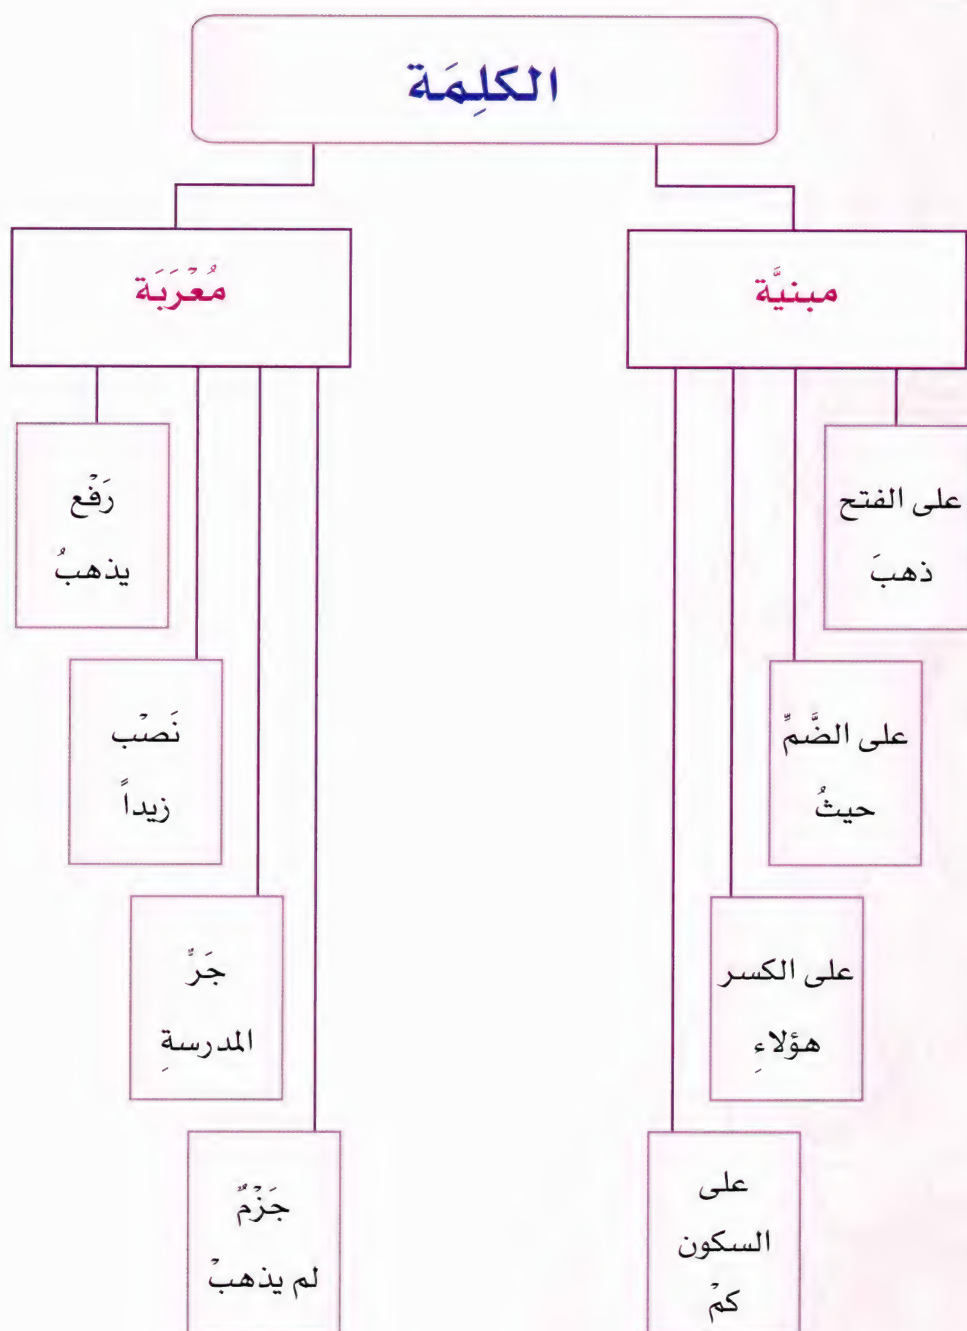 الكلِمَة
مبنيَّة
على الفتح
ذهبَ
على الضَّمِّ
حيثُ
على الكسر
هؤلاءِ
على
السكون
كمْ
مُعْرَبَة
رَفْع
يذهبُ
نَصْب
زيداً
جَرٌّ
المدرسةِ
جَزْمٌ
لم يذهبْ